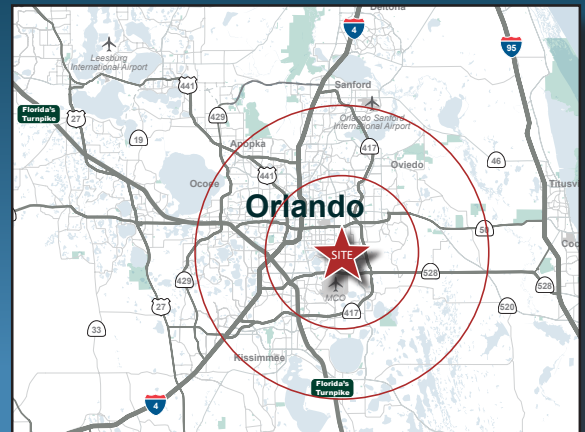 Deltona
4
95
Leesburg
International Airport
Sanford
441
Florida's
Turnpike
27
429
Orlando Sanford
International Airport
19
Apopka
417
46
Oviedo
441
Ocoee
Titusv
Orlando
50
Coc
SITE
528
429
MCO
528
27
417
520
33
Kissimmee
Florida's
Turnpike
4